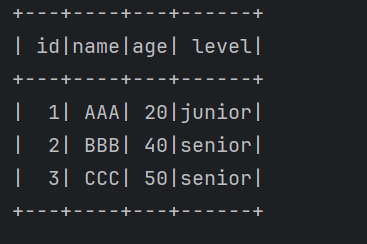 +---+----+---+------+
| id|name|age| level|
+---+----+---+------+
|  1| AAA| 20|junior|
|  2| BBB| 40|senior|
|  3| CCC| 50|senior|
+---+----+---+------+